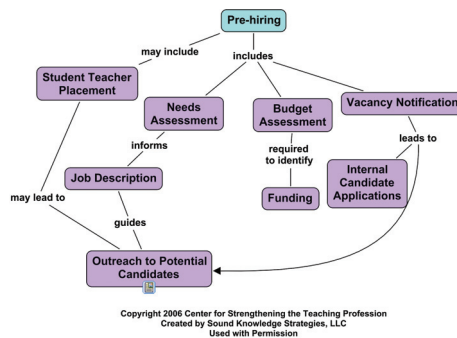 Pre-hiring
may include
includes
Student Teacher
Placement
Needs
Assessment
Budget
Assessment
Vacancy Notification
informs
required
to identify
leads to
Job Description
Funding
Internal
Candidate
Applications
may lead to
guides
Outreach to Potential
Candidates
Copyright 2006 Center for Strengthening the Teaching Profession
Created by Sound Knowledge Strategies, LLC
Used with Permission